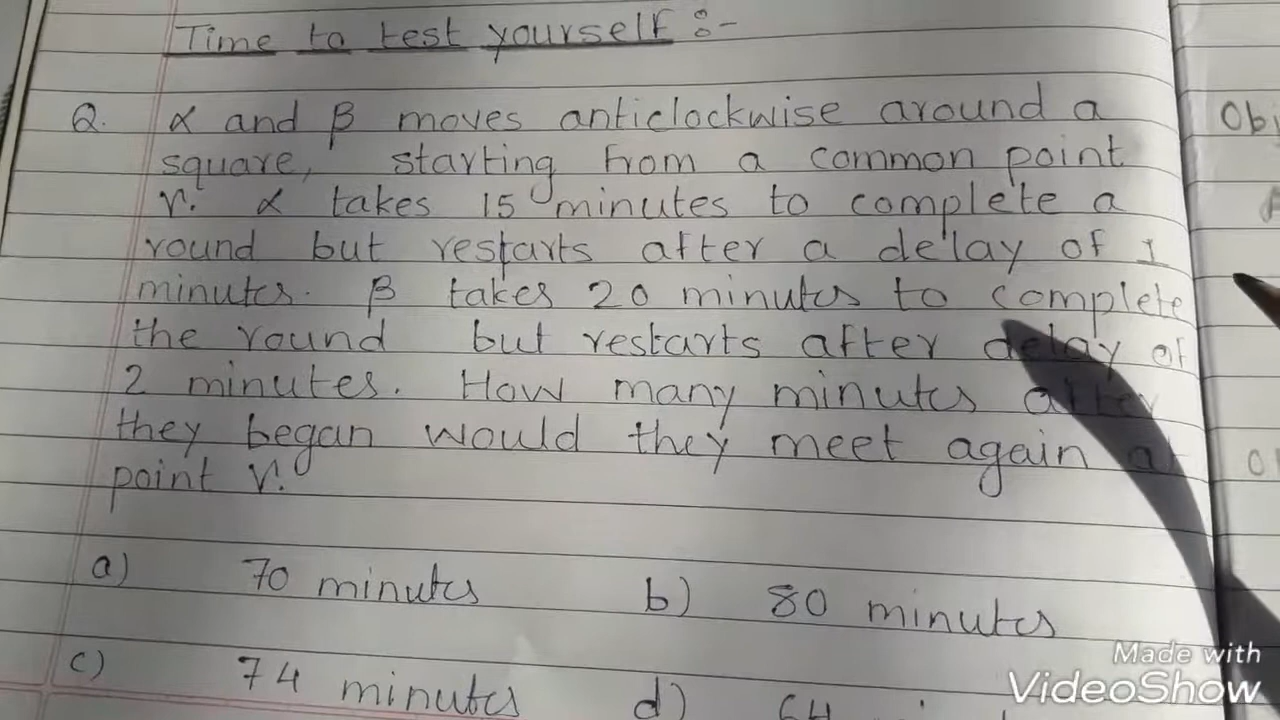 Time to test yourself :-
Q. α and β moves anticlockwise around a
square, starting from a common point
r. α takes 15 minutes to complete a
round but restarts after a delay of 1
minutes. β takes 20 minutes to complete
the round but restarts after delay of
2 minutes. How many minutes after
they began would they meet again at
point r.
a) 70 minutes b) 80 minutes
c) 74 minutes d) 64
Made with
VideoShow